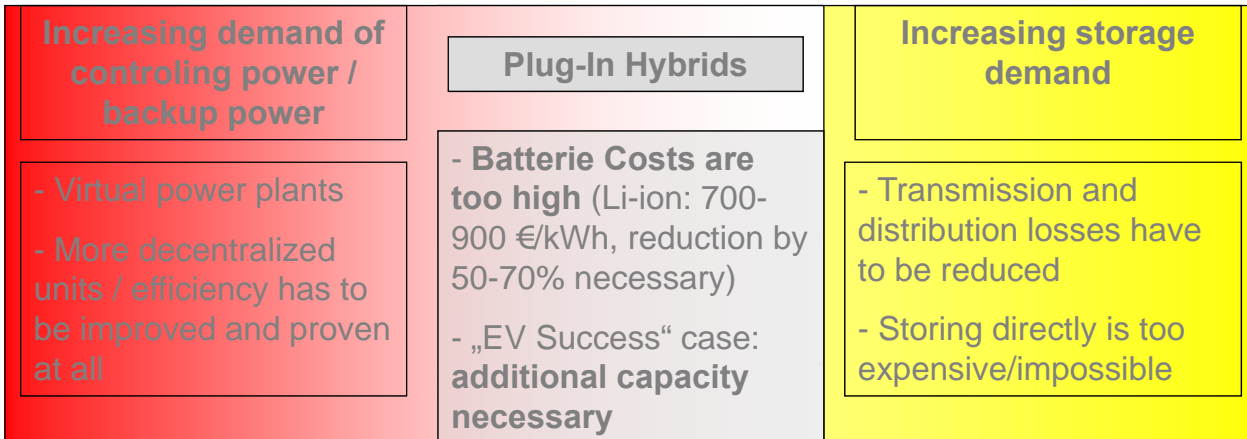 Increasing demand of
controling power /
backup power
- Virtual power plants
- More decentralized
units / efficiency has to
be improved and proven
at all
Plug-In Hybrids
- Batterie Costs are
too high (Li-ion: 700-
900 €/kWh, reduction by
50-70% necessary)
- „EV Success“ case:
additional capacity
necessary
Increasing storage
demand
- Transmission and
distribution losses have
to be reduced
- Storing directly is too
expensive/impossible